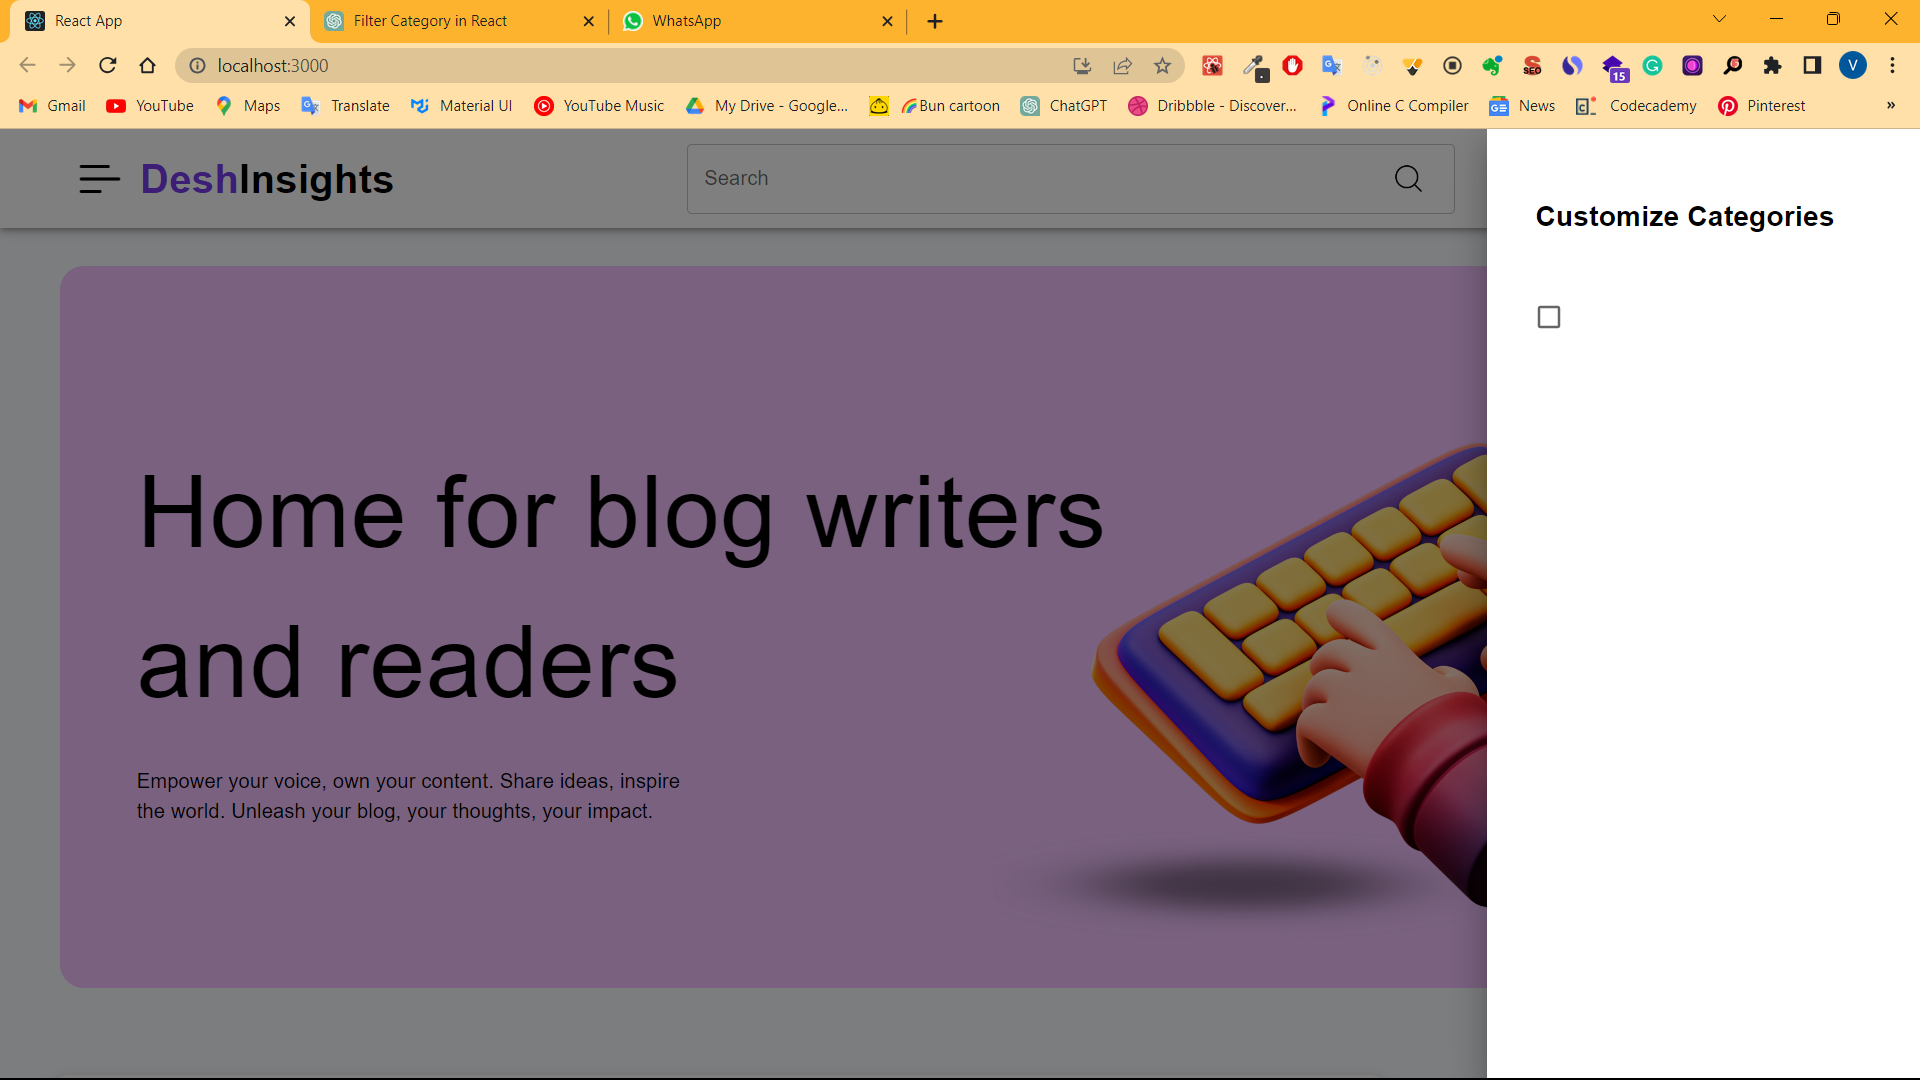 React App
Filter Category in React
WhatsApp
localhost:3000
SEO
15
V
Gmail
YouTube
Maps
Translate
Material UI
YouTube Music
My Drive - Google...
Bun cartoon
ChatGPT
Dribbble - Discover...
Online C Compiler
News
Codecademy
Pinterest
»
DeshInsights
Search
Customize Categories
Home for blog writers
and readers
Empower your voice, own your content. Share ideas, inspire
the world. Unleash your blog, your thoughts, your impact.